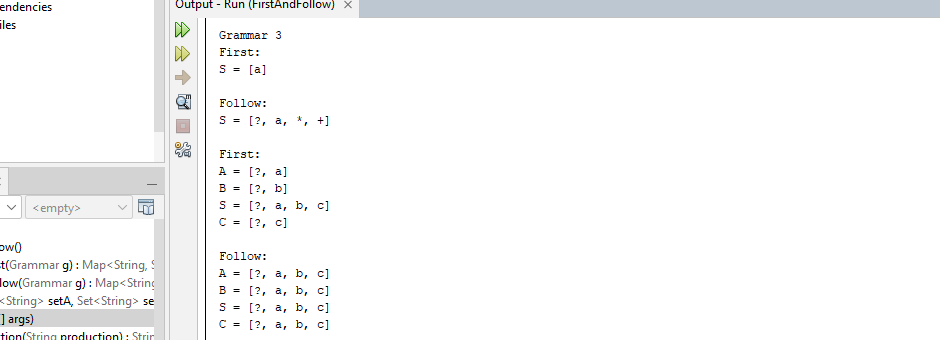 endencies
iles
Output - Run (FirstAndFollow) ×
Grammar 3
First:
S = [a]
Follow:
S = [?, a, *, +]
First:
A = [?, a]
B = [?, b]
S = [?, a, b, c]
C = [?, c]
Follow:
A = [?, a, b, c]
B = [?, a, b, c]
S = [?, a, b, c]
C = [?, a, b, c]
<empty>
ow()
t(Grammar g) : Map<String, S
low(Grammar g) : Map<String
<String> setA, Set<String> se
[] args)
tion(String production) : Strin